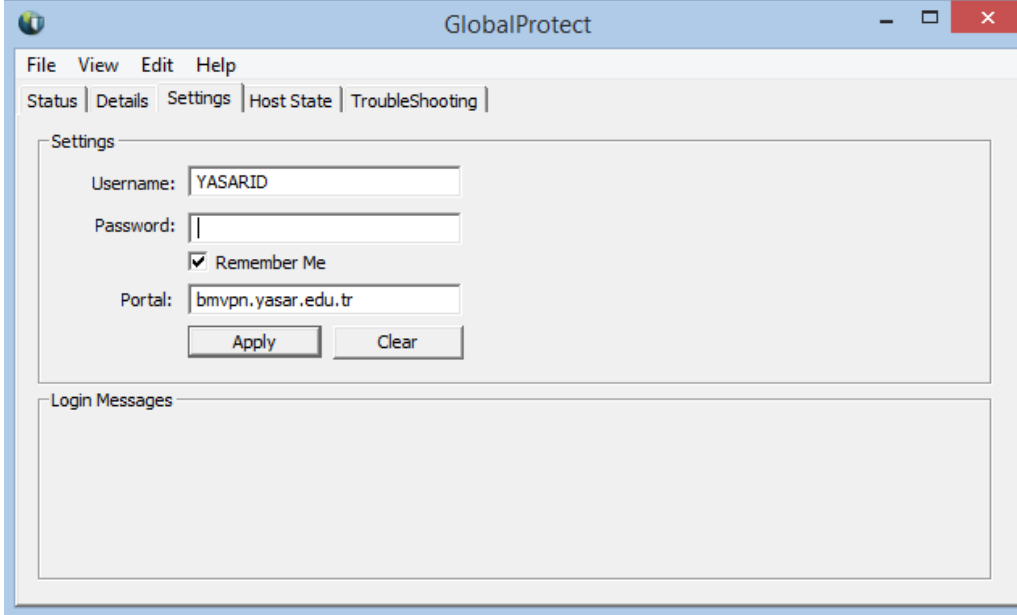 GlobalProtect
File View Edit Help
Status Details Settings Host State TroubleShooting
Settings
Username: YASARID
Password:
Remember Me
Portal: bmvpn.yasar.edu.tr
Apply Clear
Login Messages